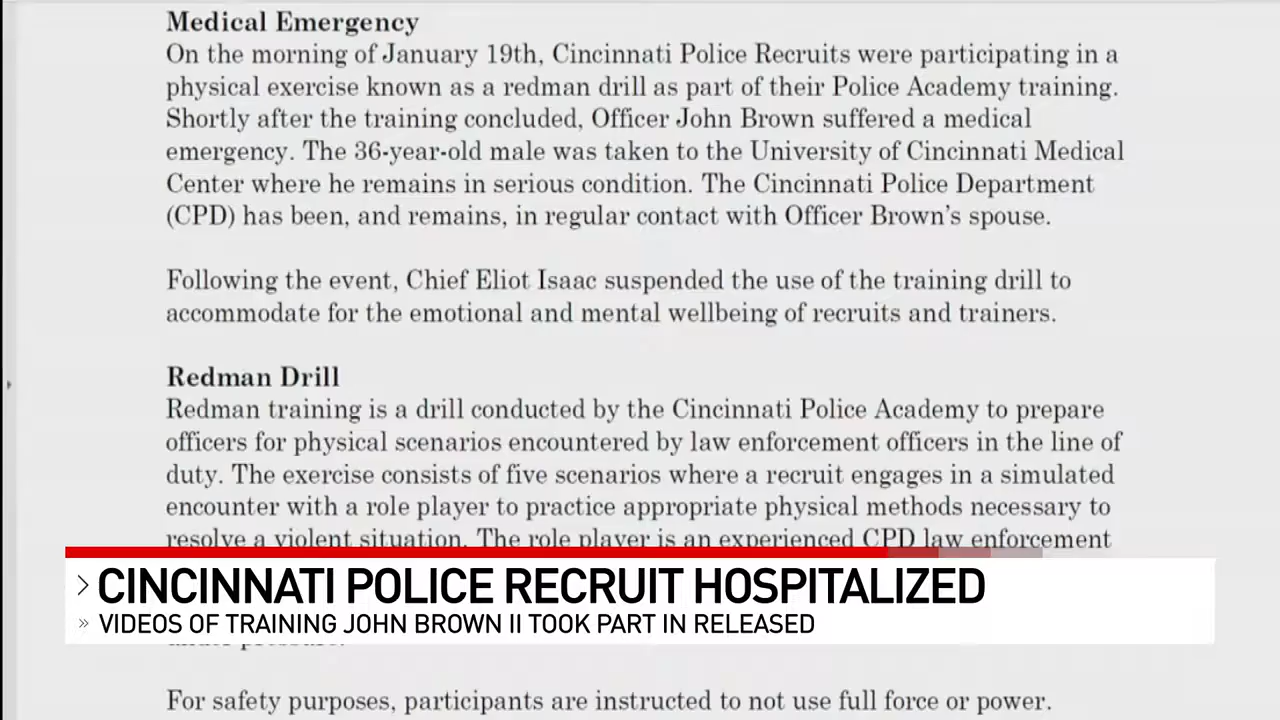 Medical Emergency
On the morning of January 19th, Cincinnati Police Recruits were participating in a
physical exercise known as a redman drill as part of their Police Academy training.
Shortly after the training concluded, Officer John Brown suffered a medical
emergency. The 36-year-old male was taken to the University of Cincinnati Medical
Center where he remains in serious condition. The Cincinnati Police Department
(CPD) has been, and remains, in regular contact with Officer Brown's spouse.
Following the event, Chief Eliot Isaac suspended the use of the training drill to
accommodate for the emotional and mental wellbeing of recruits and trainers.
Redman Drill
Redman training is a drill conducted by the Cincinnati Police Academy to prepare
officers for physical scenarios encountered by law enforcement officers in the line of
duty. The exercise consists of five scenarios where a recruit engages in a simulated
encounter with a role player to practice appropriate physical methods necessary to
resolve a violent situation. The role player is an experienced CPD law enforcement
> CINCINNATI POLICE RECRUIT HOSPITALIZED
» VIDEOS OF TRAINING JOHN BROWN II TOOK PART IN RELEASED
For safety purposes, participants are instructed to not use full force or power.